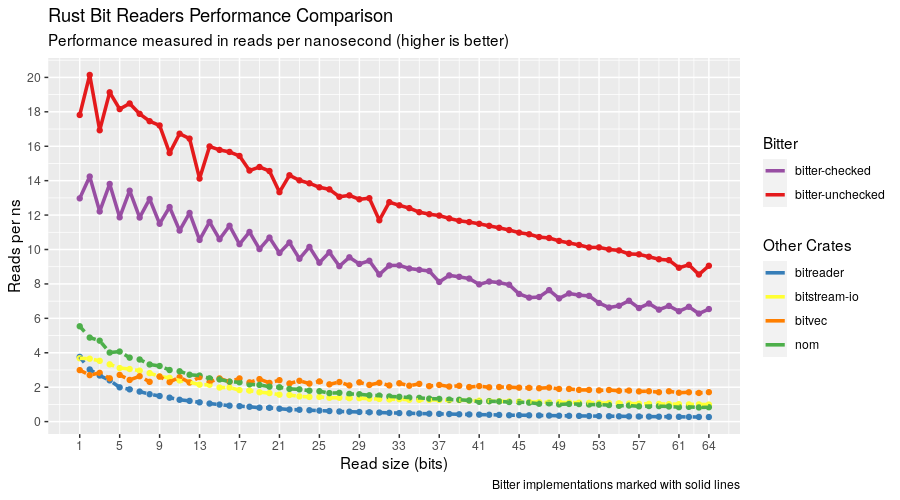 Rust Bit Readers Performance Comparison
Performance measured in reads per nanosecond (higher is better)
Reads per ns
20
18
16
14
12
10
8
6
4
2
0
1 5 9 13 17 21 25 29 33 37 41 45 49 53 57 61 64
Read size (bits)
Bitter
bitter-checked
bitter-unchecked
Other Crates
bitreader
bitstream-io
bitvec
nom
Bitter implementations marked with solid lines